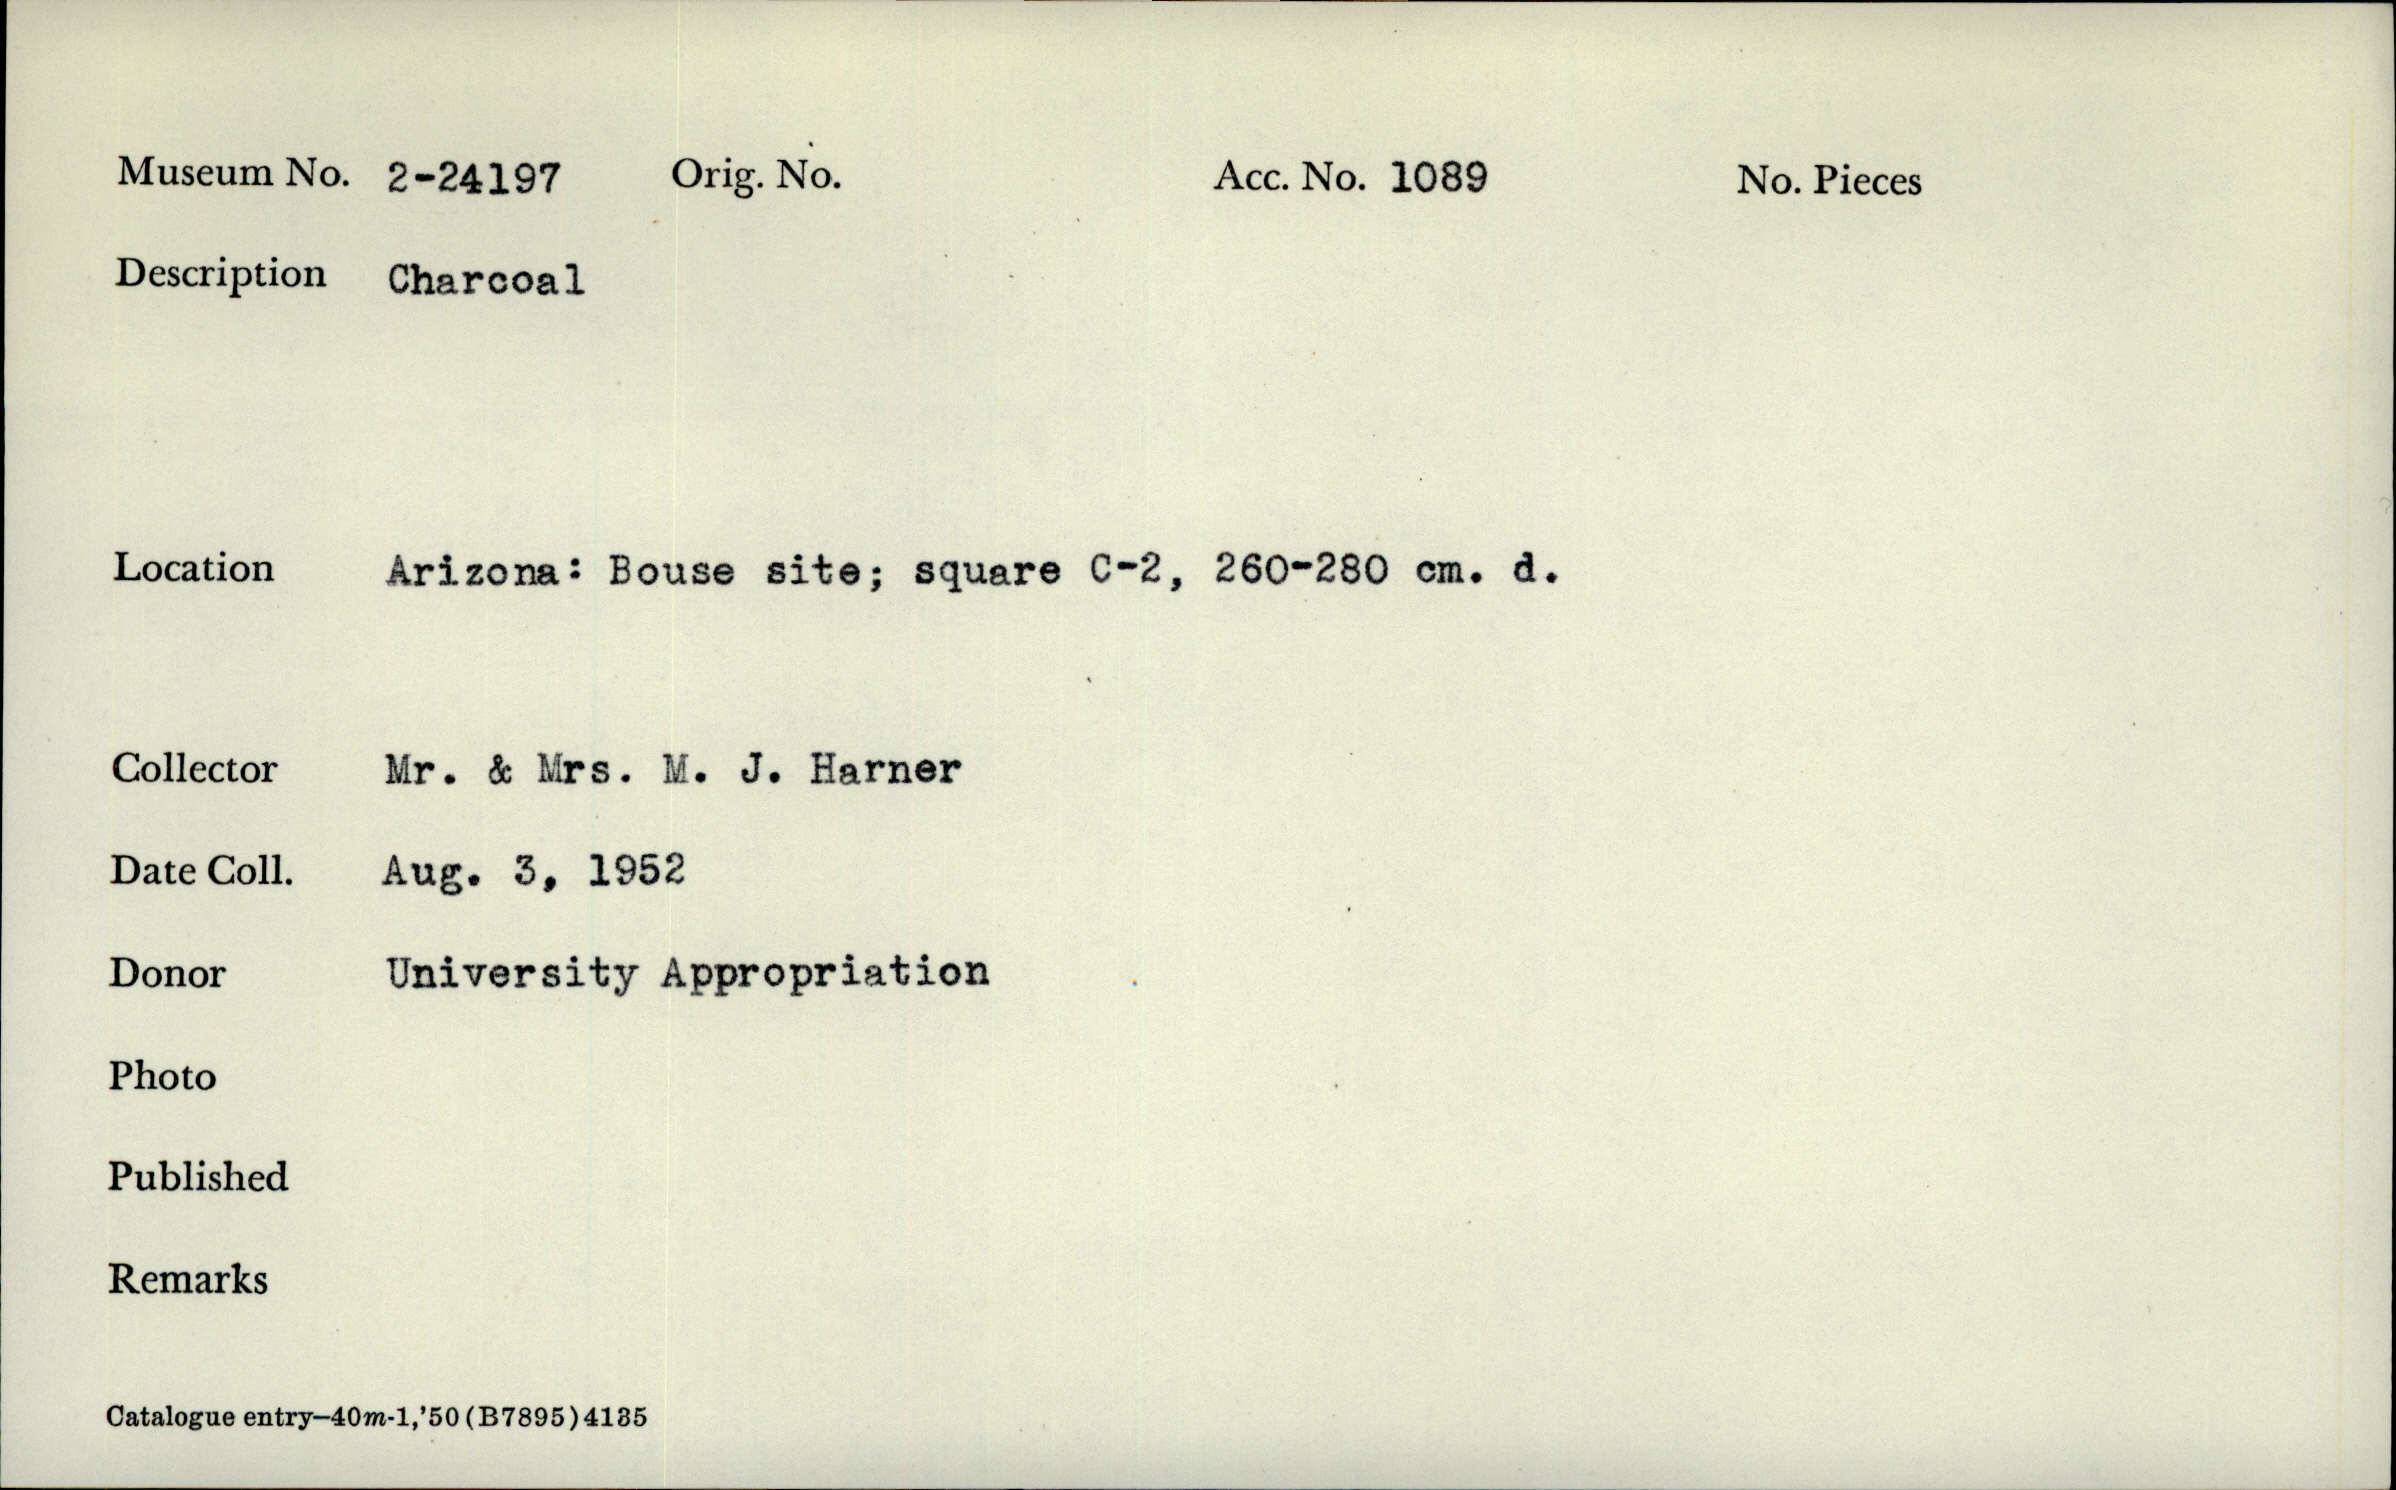 Museum No. 2-24197 Orig. No. Acc. No. 1089 No. Pieces
Description Charcoal
Location Arizona: Bouse site; square C-2, 260-280 cm. d.
Collector Mr. & Mrs. M. J. Harner
Date Coll. Aug. 3, 1952
Donor University Appropriation
Photo
Published
Remarks
Catalogue entry—40m-1,'50(B7895)4135